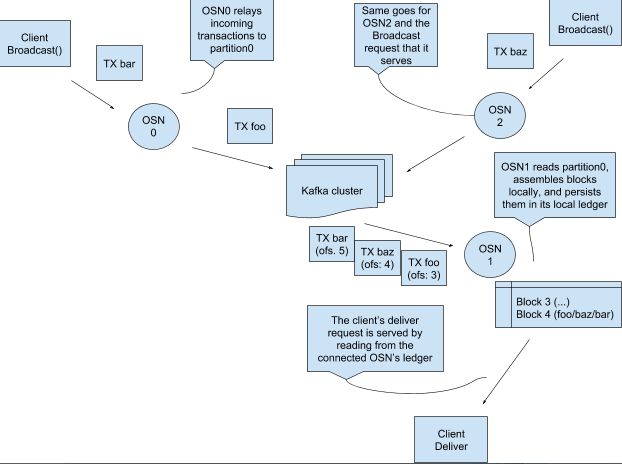 OSN0 relays
incoming
transactions to
partition0
Same goes for
OSN2 and the
Broadcast
request that it
serves
Client
Broadcast()
Client
Broadcast()
TX bar
TX baz
OSN
0
TX foo
OSN
2
OSN1 reads partition0,
assembles blocks
locally, and persists
them in its local ledger
Kafka cluster
TX bar
(ofs. 5)
TX baz
(ofs: 4)
TX foo
(ofs: 3)
OSN
1
Block 3 (...)
Block 4 (foo/baz/bar)
The client's deliver
request is served by
reading from the
connected OSN's ledger
Client
Deliver